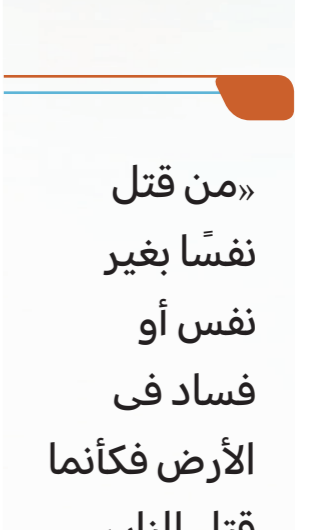 «من قتل
نفسًا بغير
نفس أو
فساد فى
الأرض فكأنما